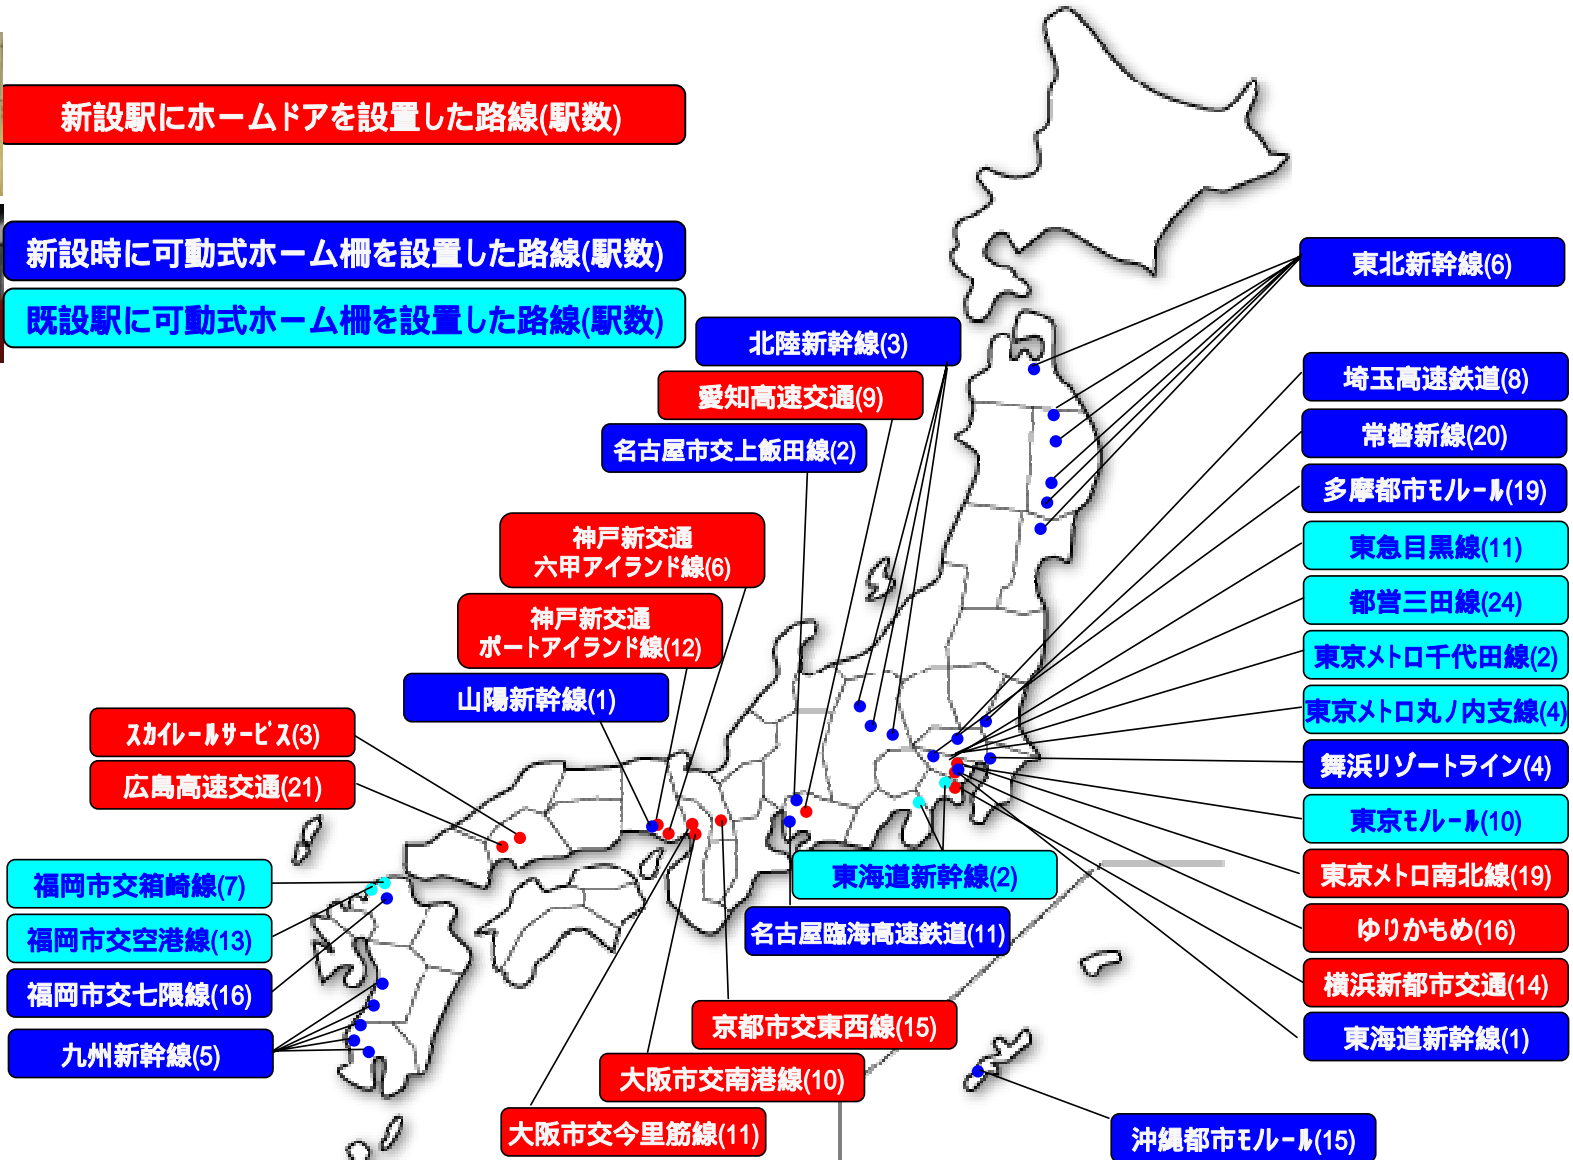 新設駅にホームドアを設置した路線(駅数)
新設時に可動式ホーム柵を設置した路線(駅数)
既設駅に可動式ホーム柵を設置した路線(駅数)
東北新幹線(6)
北陸新幹線(3)
愛知高速交通(9)
名古屋市交上飯田線(2)
埼玉高速鉄道(8)
常磐新線(20)
多摩都市ﾓﾉﾚｰﾙ(19)
東急目黒線(11)
都営三田線(24)
東京メトロ千代田線(2)
東京メトロ丸ノ内支線(4)
舞浜リゾートライン(4)
東京ﾓﾉﾚｰﾙ(10)
東京メトロ南北線(19)
ゆりかもめ(16)
横浜新都市交通(14)
東海道新幹線(1)
神戸新交通
六甲アイランド線(6)
神戸新交通
ポートアイランド線(12)
山陽新幹線(1)
スカイレールサービス(3)
広島高速交通(21)
福岡市交箱崎線(7)
福岡市交空港線(13)
福岡市交七隈線(16)
九州新幹線(5)
東海道新幹線(2)
名古屋臨海高速鉄道(11)
京都市交東西線(15)
大阪市交南港線(10)
大阪市交今里筋線(11)
沖縄都市ﾓﾉﾚｰﾙ(15)